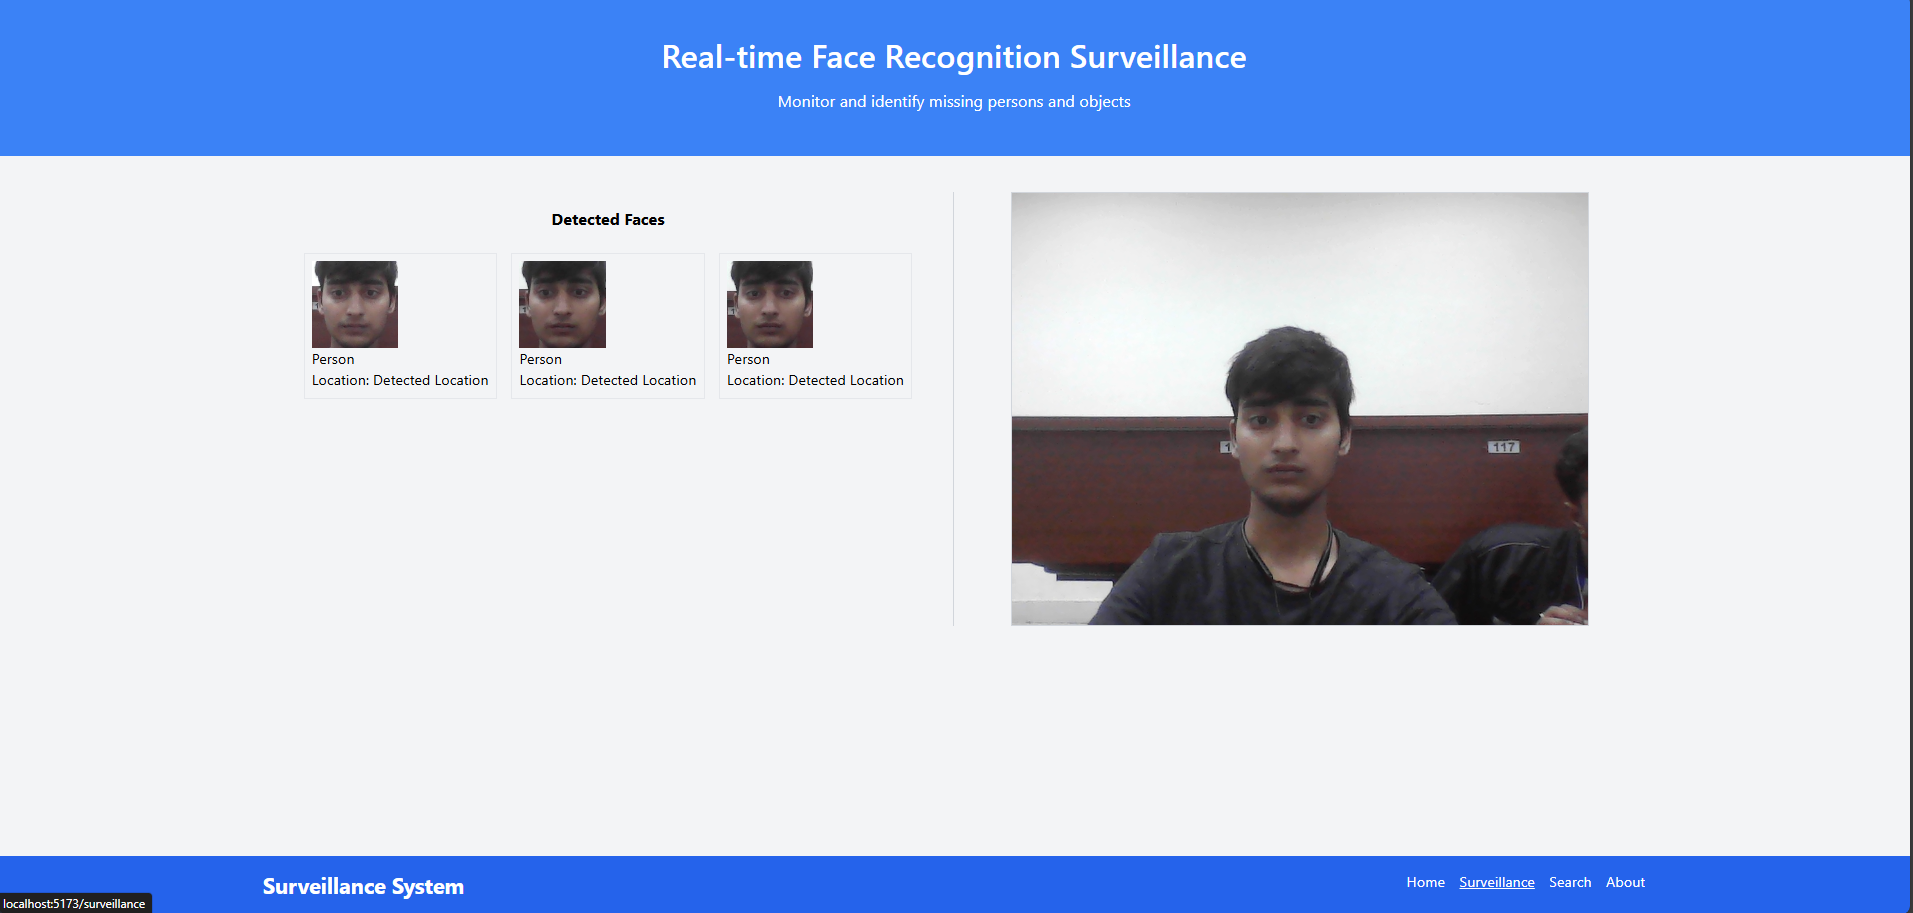 Real-time Face Recognition Surveillance
Monitor and identify missing persons and objects
Detected Faces
Person
Location: Detected Location
Person
Location: Detected Location
Person
Location: Detected Location
1
117
Surveillance System
Home Surveillance Search About
localhost:5173/surveillance